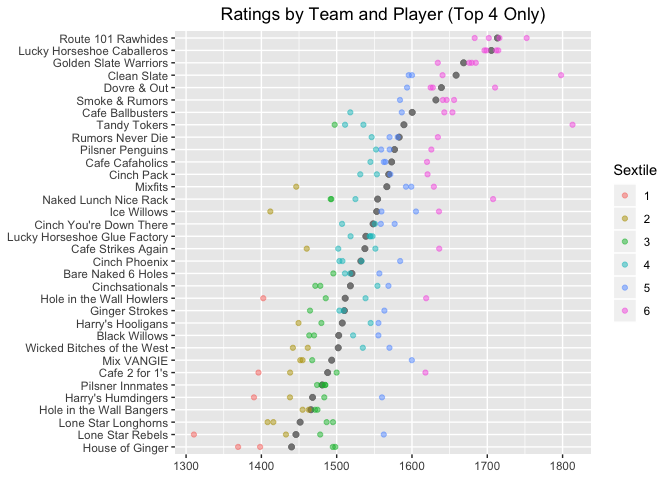 Ratings by Team and Player (Top 4 Only)
Route 101 Rawhides
Lucky Horseshoe Caballeros
Golden Slate Warriors
Clean Slate
Dovre & Out
Smoke & Rumors
Cafe Ballbusters
Tandy Tokers
Rumors Never Die
Pilsner Penguins
Cafe Cafaholics
Cinch Pack
Mixfits
Naked Lunch Nice Rack
Ice Willows
Cinch You're Down There
Lucky Horseshoe Glue Factory
Cafe Strikes Again
Cinch Phoenix
Bare Naked 6 Holes
Cinchsationals
Hole in the Wall Howlers
Ginger Strokes
Harry's Hooligans
Black Willows
Wicked Bitches of the West
Mix VANGIE
Cafe 2 for 1's
Pilsner Innmates
Harry's Humdingers
Hole in the Wall Bangers
Lone Star Longhorns
Lone Star Rebels
House of Ginger
1300 1400 1500 1600 1700 1800
Sextile
1
2
3
4
5
6